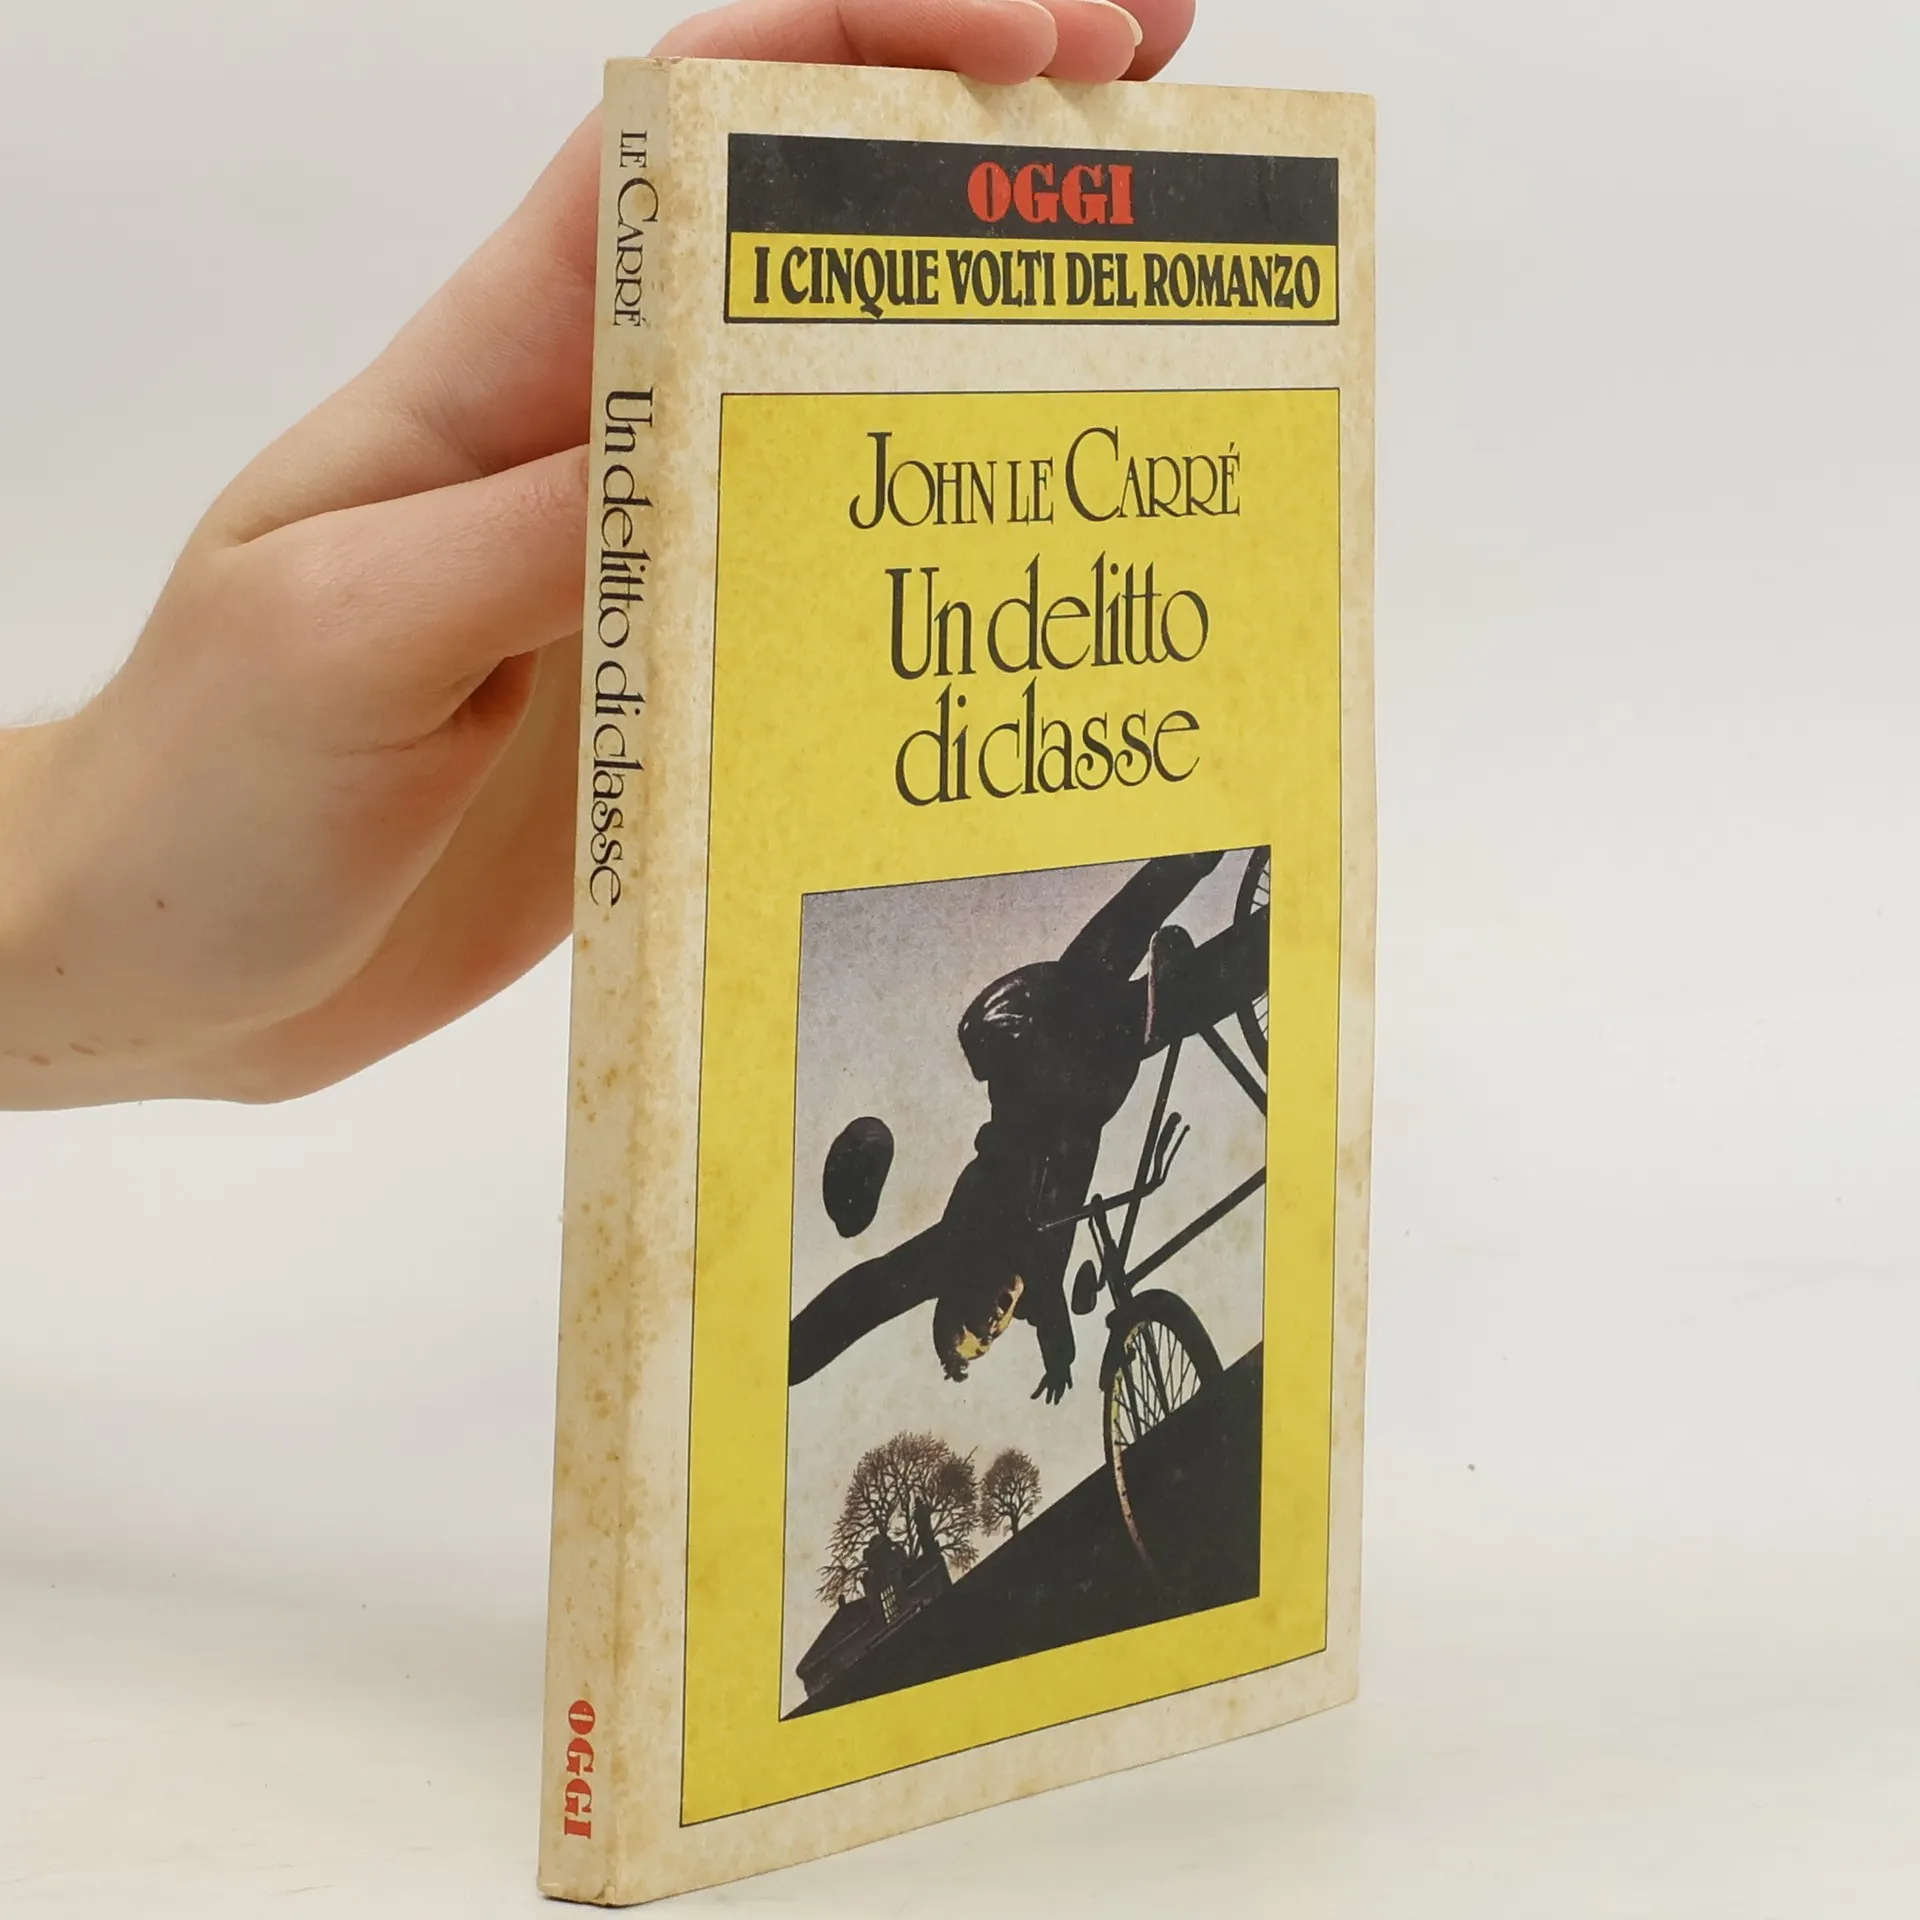 LE CARRÉ Un delitto di classe OGGI
OGGI
I CINQUE VOLTI DEL ROMANZO
JOHN LE CARRÉ
Un delitto
di classe